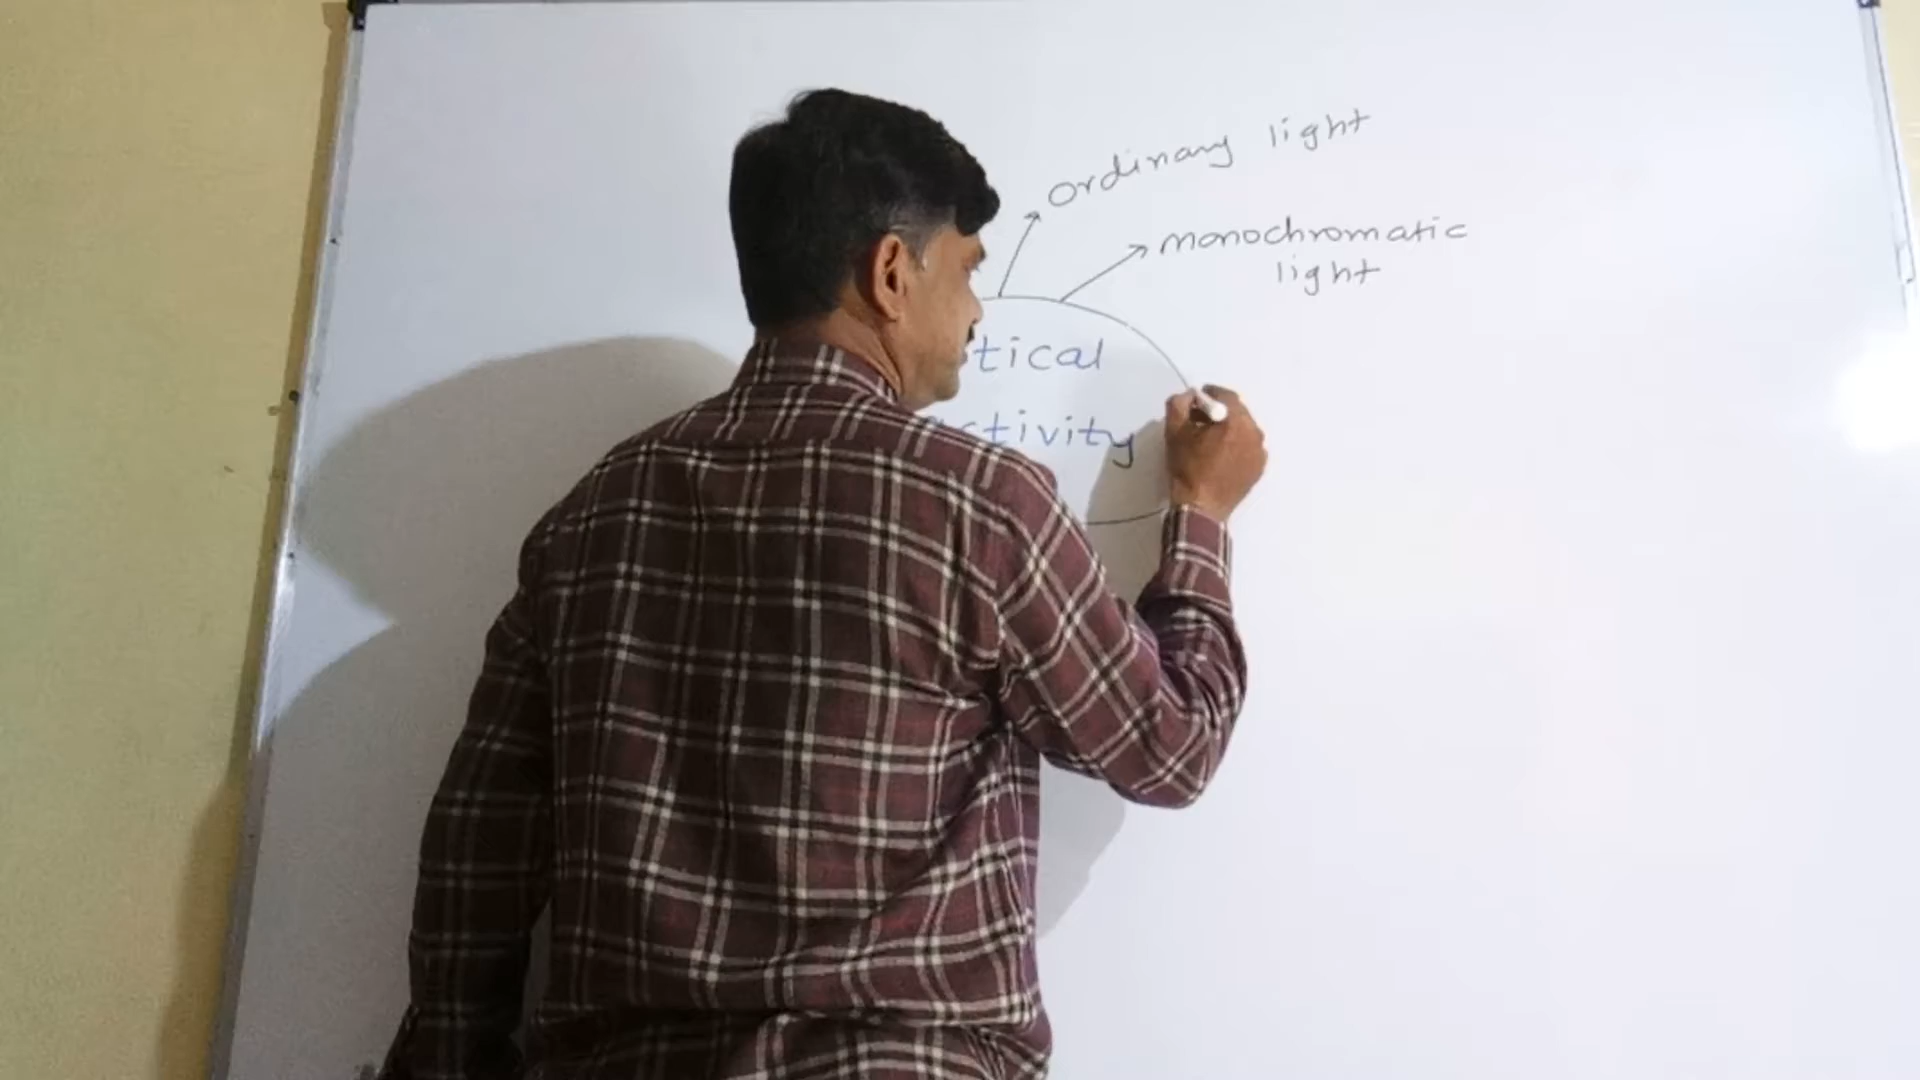 ordinary light
monochromatic
light
tical
ctivity